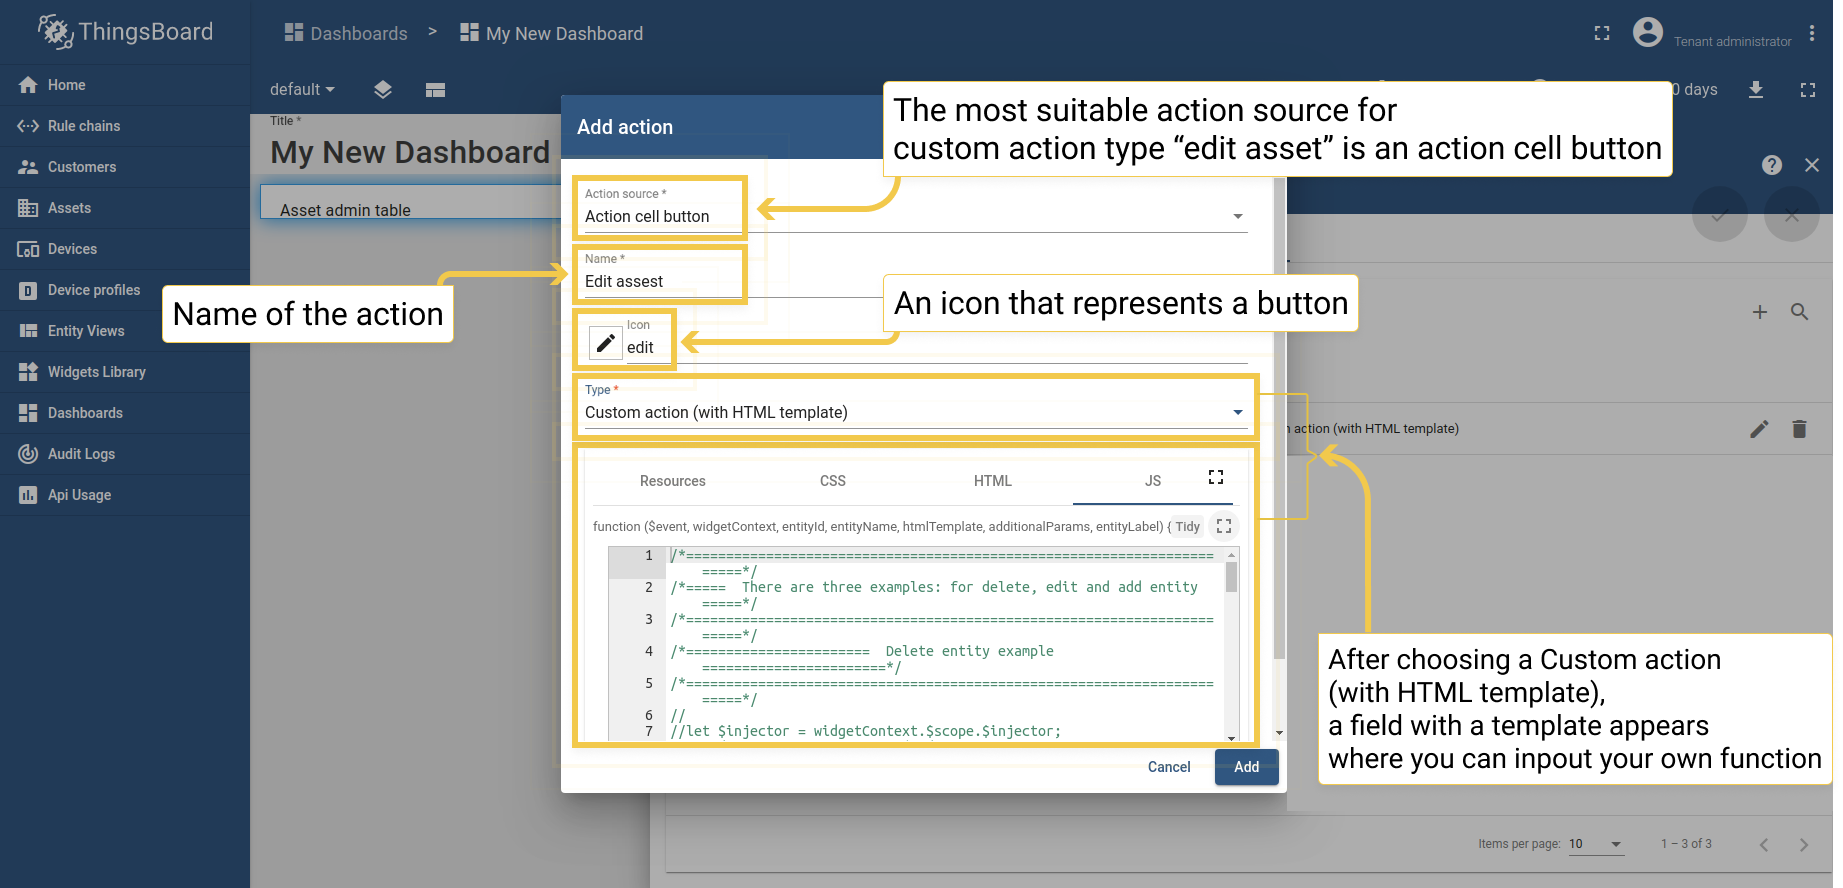 ThingsBoard
Dashboards > My New Dashboard
Tenant administrator
Home
Rule chains
Customers
Assets
Devices
Device profiles
Entity Views
Widgets Library
Dashboards
Audit Logs
Api Usage
default
0 days
Title *
My New Dashboard
Asset admin table
Add action
The most suitable action source for
custom action type “edit asset” is an action cell button
Action source *
Action cell button
Name *
Edit assest
Name of the action
An icon that represents a button
Icon
edit
Type *
Custom action (with HTML template)
action (with HTML template)
Resources CSS HTML JS
function ($event, widgetContext, entityId, entityName, htmlTemplate, additionalParams, entityLabel) { Tidy
1 /*==================================================================
=====*/
2 /*===== There are three examples: for delete, edit and add entity
=====*/
3 /*==================================================================
=====*/
4 /*======================= Delete entity example
=======================*/
5 /*==================================================================
=====*/
6 //
7 //let $injector = widgetContext.$scope.$injector;
Cancel Add
After choosing a Custom action
(with HTML template),
a field with a template appears
where you can inpout your own function
Items per page: 10 1 – 3 of 3